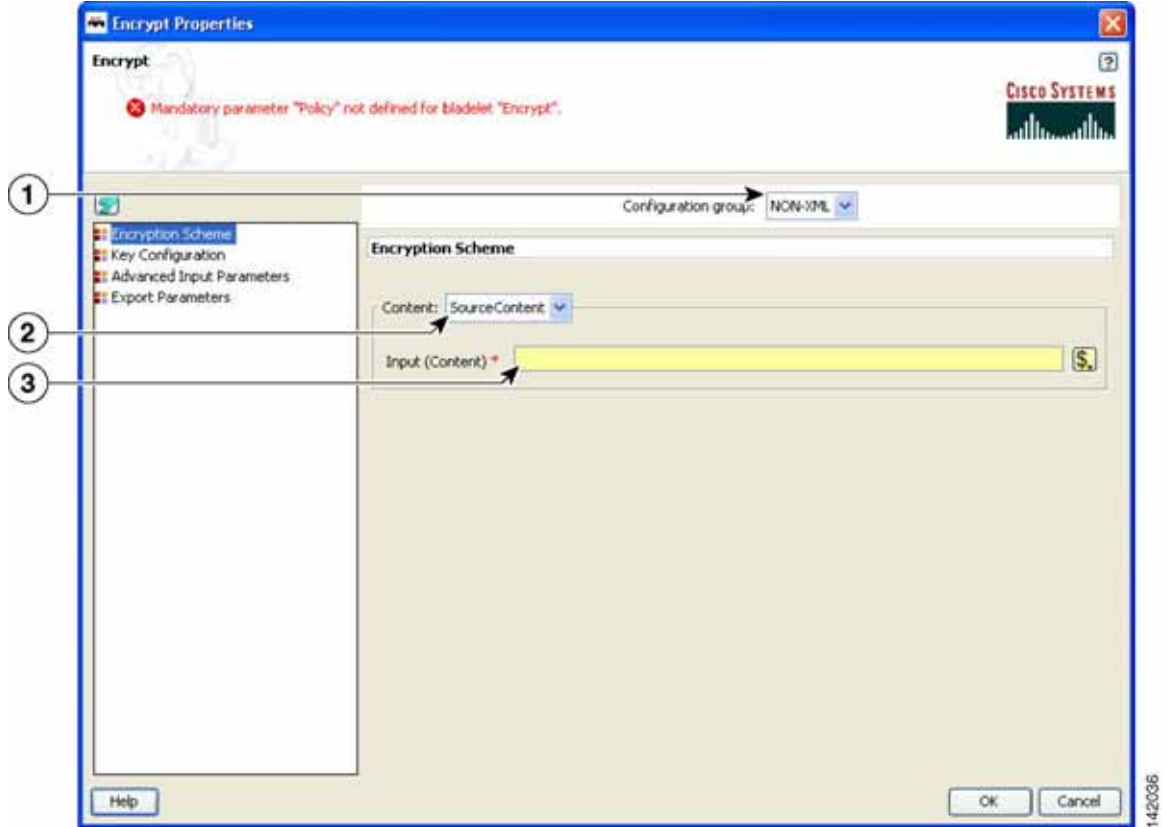 Encrypt Properties
Encrypt
?
Mandatory parameter "Policy" not defined for bladelet "Encrypt".
CISCO SYSTEMS
1
Configuration group: NON-XML
Encryption Scheme
Key Configuration
Advanced Input Parameters
Export Parameters
Encryption Scheme
2
Content: SourceContent
3
Input (Content) *
$
Help
OK
Cancel
142036